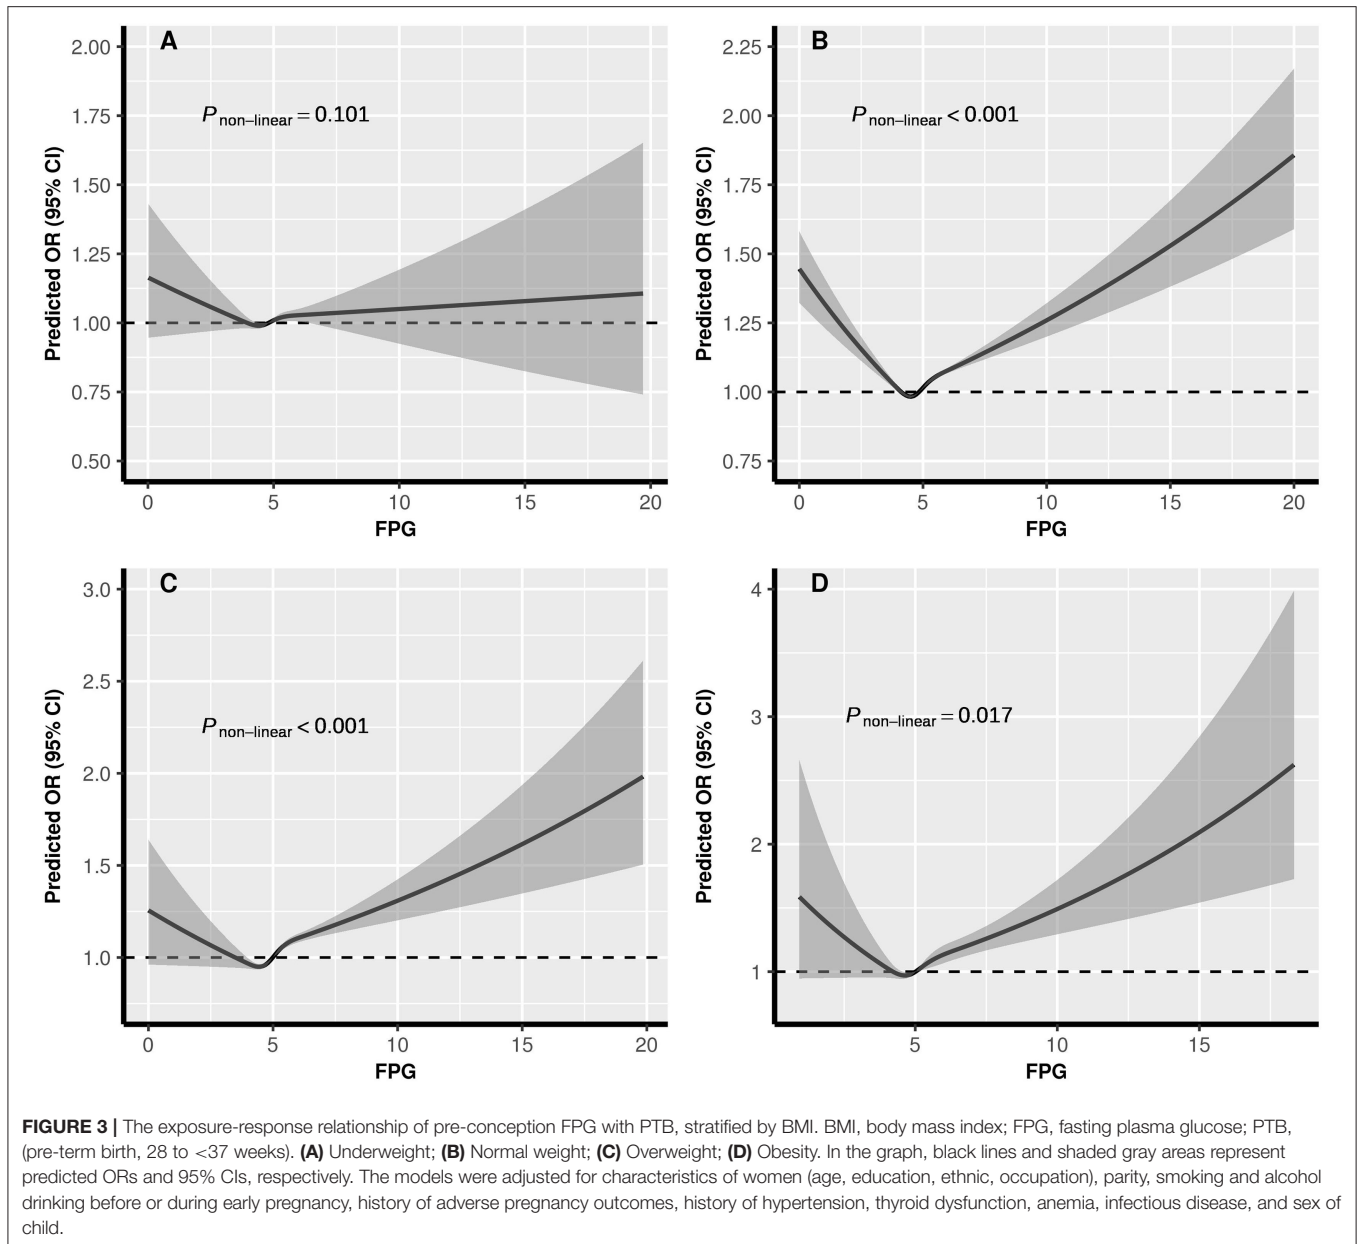 A
2.00
P non–linear = 0.101
1.75
1.50
1.25
1.00
0.75
0.50
Predicted OR (95% CI)
0 5 10 15 20
FPG
B
2.25
P non–linear < 0.001
2.00
1.75
1.50
1.25
1.00
0.75
Predicted OR (95% CI)
0 5 10 15 20
FPG
C
3.0
2.5
P non–linear < 0.001
2.0
1.5
1.0
Predicted OR (95% CI)
0 5 10 15 20
FPG
D
4
P non–linear = 0.017
3
2
1
Predicted OR (95% CI)
5 10 15
FPG
FIGURE 3 | The exposure-response relationship of pre-conception FPG with PTB, stratified by BMI. BMI, body mass index; FPG, fasting plasma glucose; PTB,
(pre-term birth, 28 to <37 weeks). (A) Underweight; (B) Normal weight; (C) Overweight; (D) Obesity. In the graph, black lines and shaded gray areas represent
predicted ORs and 95% CIs, respectively. The models were adjusted for characteristics of women (age, education, ethnic, occupation), parity, smoking and alcohol
drinking before or during early pregnancy, history of adverse pregnancy outcomes, history of hypertension, thyroid dysfunction, anemia, infectious disease, and sex of
child.